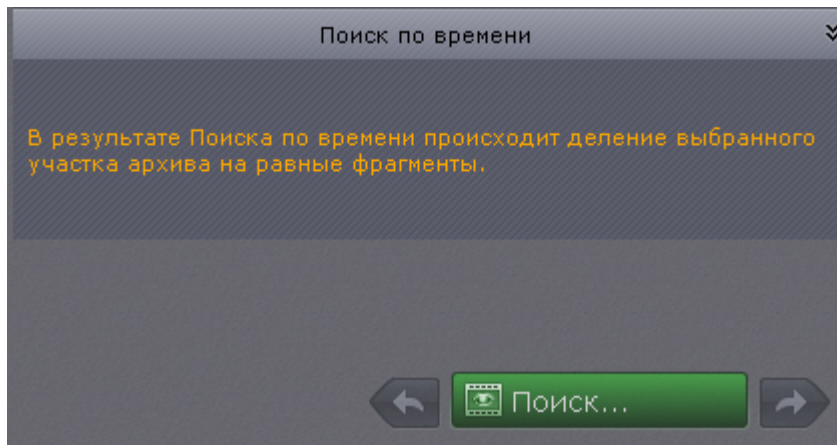 Поиск по времени
В результате Поиска по времени происходит деление выбранного
участка архива на равные фрагменты.
Поиск...